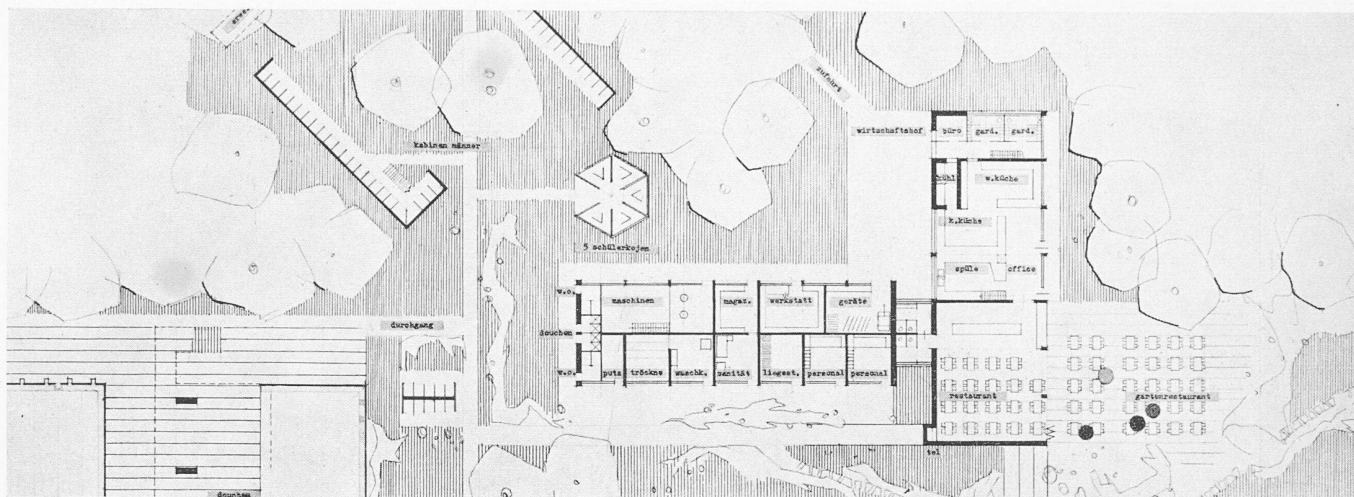 zufahrt
wirtschaftshof
büro
gard.
gard.
kabinen männer
kühl
w.küche
k.küche
5 schülerkojen
spüle
office
w.c.
maschinen
magaz.
werkstatt
geräte
durchgang
douchen
w.c.
putz
tröckne
waschk.
sanität
liegest.
personal
personal
restaurant
gartenrestaurant
tel
douchen